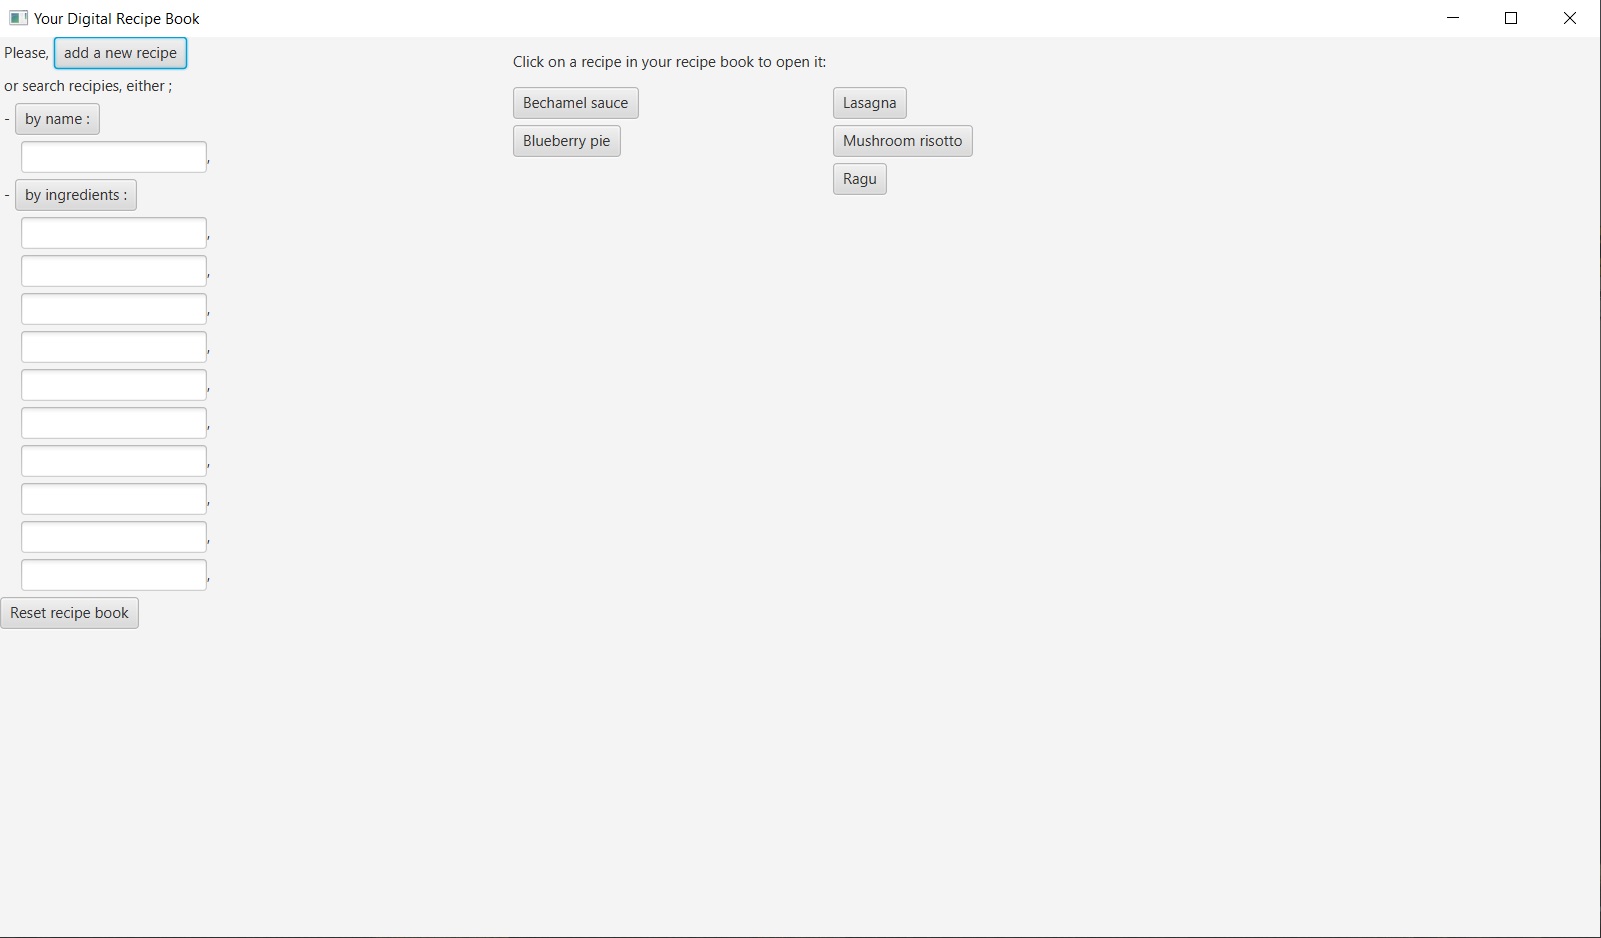 Your Digital Recipe Book
Please, add a new recipe
or search recipies, either ;
- by name :
,
- by ingredients :
,
,
,
,
,
,
,
,
,
,
Reset recipe book
Click on a recipe in your recipe book to open it:
Bechamel sauce
Blueberry pie
Lasagna
Mushroom risotto
Ragu